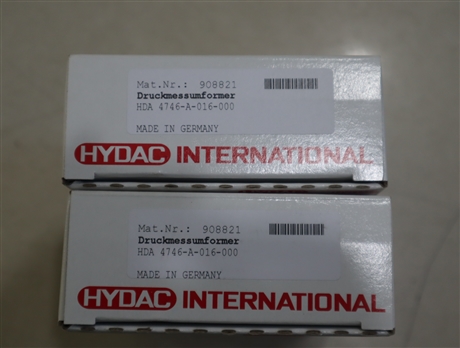 Mat.Nr.: 908821
Druckmessumformer
HDA 4746-A-016-000
MADE IN GERMANY
HYDAC INTERNATIONAL
Mat.Nr.: 908821
Druckmessumformer
HDA 4746-A-016-000
MADE IN GERMANY
HYDAC INTERNATIONAL